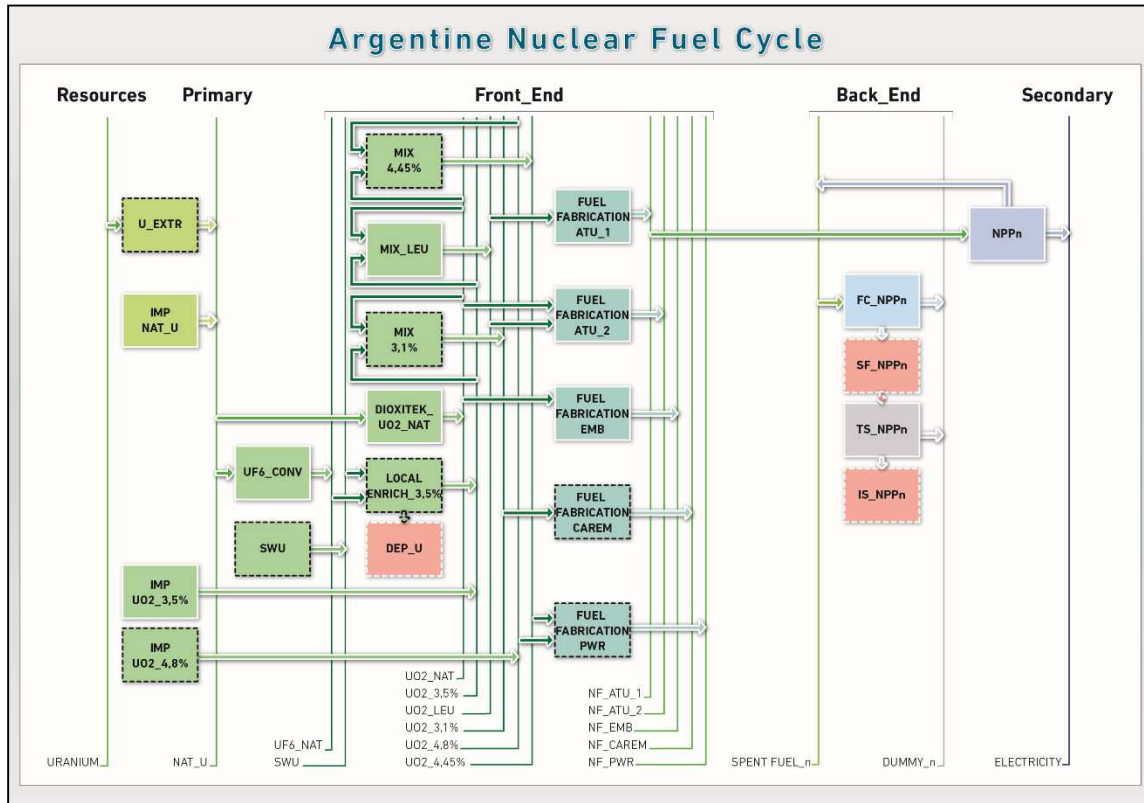 Argentine Nuclear Fuel Cycle
Resources
Primary
Front_End
Back_End
Secondary
MIX
4,45%
U_EXTR
FUEL
FABRICATION
ATU_1
NPPn
MIX_LEU
IMP
NAT_U
FUEL
FABRICATION
ATU_2
FC_NPPn
MIX
3,1%
SF_NPPn
DIOXITEK_
UO2_NAT
FUEL
FABRICATION
EMB
TS_NPPn
UF6_CONV
LOCAL
ENRICH_3,5%
FUEL
FABRICATION
CAREM
IS_NPPn
SWU
DEP_U
IMP
UO2_3,5%
FUEL
FABRICATION
PWR
IMP
UO2_4,8%
UO2_NAT
UO2_3,5%
UO2_LEU
UO2_3,1%
UO2_4,8%
UO2_4,45%
NF_ATU_1
NF_ATU_2
NF_EMB
NF_CAREM
NF_PWR
UF6_NAT
SWU
URANIUM
NAT_U
SPENT FUEL_n
DUMMY_n
ELECTRICITY